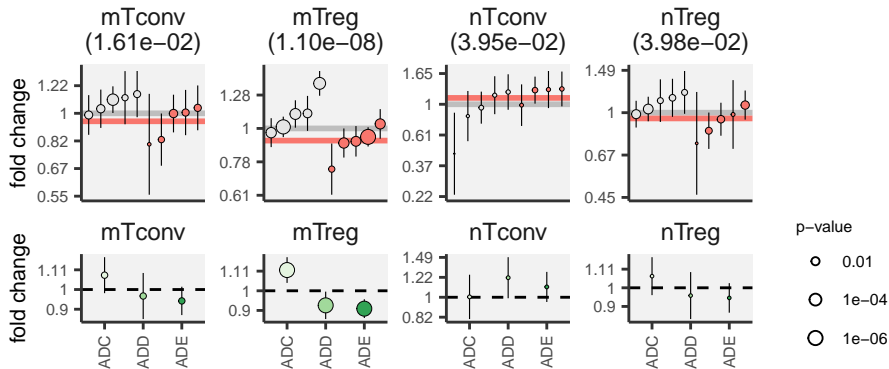 mTconv
(1.61e−02)
mTreg
(1.10e−08)
nTconv
(3.95e−02)
nTreg
(3.98e−02)
fold change
1.22
1
0.82
0.67
0.55
1.28
1
0.78
0.61
1.65
1
0.61
0.37
0.22
1.49
1
0.67
0.45
mTconv
mTreg
nTconv
nTreg
fold change
1.11
1
0.9
1.11
1
0.9
1.49
1.22
1
0.82
1.11
1
0.9
ADC
ADD
ADE
ADC
ADD
ADE
ADC
ADD
ADE
ADC
ADD
ADE
p−value
0.01
1e−04
1e−06